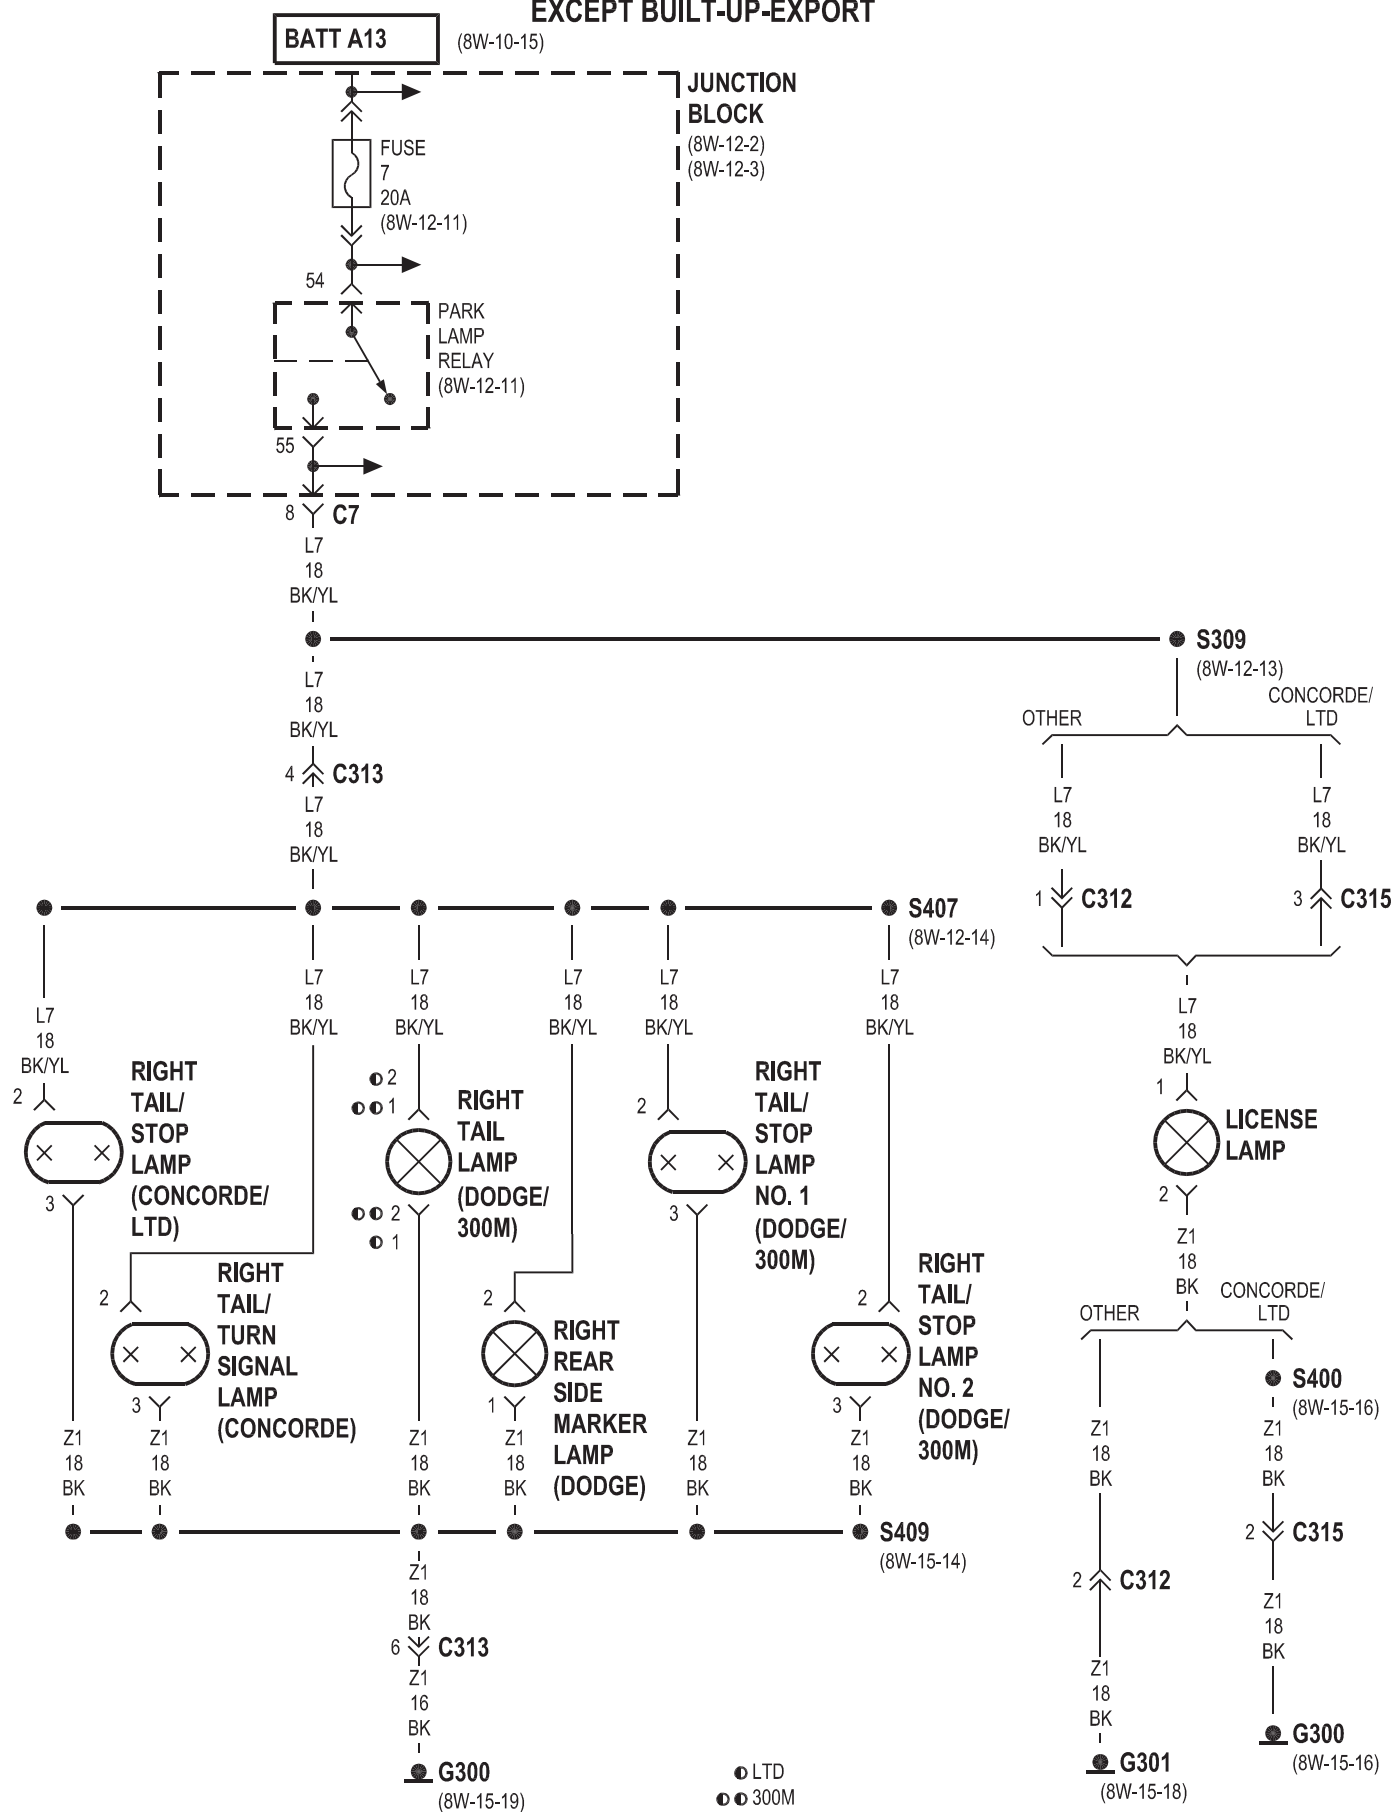 EXCEPT BUILT-UP-EXPORT
BATT A13
(8W-10-15)
JUNCTION
BLOCK
(8W-12-2)
(8W-12-3)
FUSE
7
20A
(8W-12-11)
54
PARK
LAMP
RELAY
(8W-12-11)
55
8
C7
L7
18
BK/YL
S309
(8W-12-13)
L7
18
BK/YL
OTHER
CONCORDE/
LTD
4
C313
L7
18
BK/YL
L7
18
BK/YL
L7
18
BK/YL
1
C312
3
C315
S407
(8W-12-14)
L7
18
BK/YL
L7
18
BK/YL
L7
18
BK/YL
L7
18
BK/YL
L7
18
BK/YL
L7
18
BK/YL
L7
18
BK/YL
2
RIGHT
TAIL/
STOP
LAMP
(CONCORDE/
LTD)
3
2
1
RIGHT
TAIL
LAMP
(DODGE/
300M)
2
1
2
RIGHT
TAIL/
STOP
LAMP
NO. 1
(DODGE/
300M)
3
1
LICENSE
LAMP
2
Z1
18
BK
2
RIGHT
TAIL/
TURN
SIGNAL
LAMP
(CONCORDE)
3
2
RIGHT
REAR
SIDE
MARKER
LAMP
(DODGE)
1
2
RIGHT
TAIL/
STOP
LAMP
NO. 2
(DODGE/
300M)
3
OTHER
CONCORDE/
LTD
S400
(8W-15-16)
Z1
18
BK
Z1
18
BK
Z1
18
BK
Z1
18
BK
Z1
18
BK
Z1
18
BK
Z1
18
BK
Z1
18
BK
S409
(8W-15-14)
2
C315
Z1
18
BK
2
C312
Z1
18
BK
6
C313
Z1
16
BK
Z1
18
BK
G300
(8W-15-19)
LTD
300M
G301
(8W-15-18)
G300
(8W-15-16)